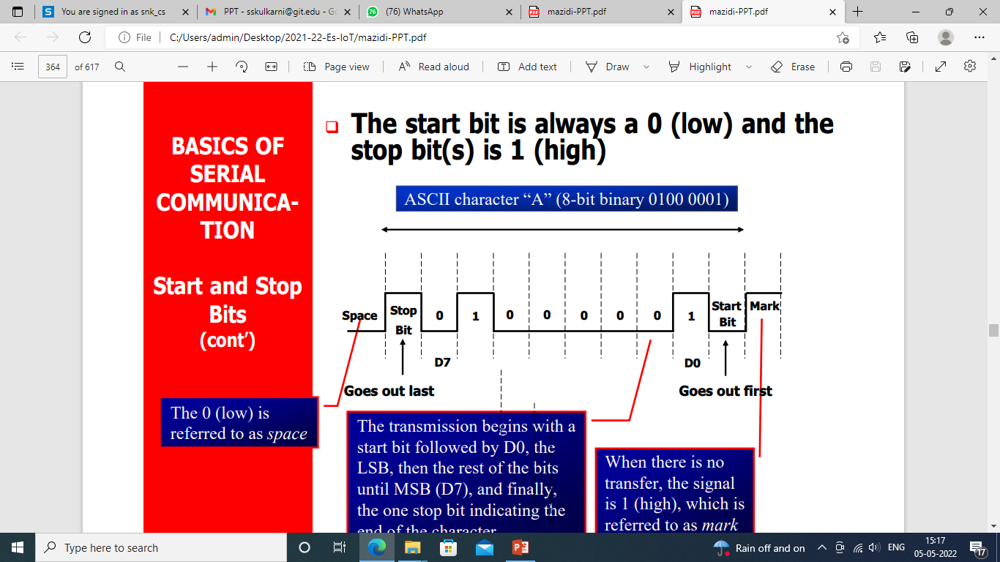 You are signed in as snk_cs
PPT - sskulkarni@git.edu - Go
76
(76) WhatsApp
PDF
mazidi-PPT.pdf
PDF
mazidi-PPT.pdf
File
C:/Users/admin/Desktop/2021-22-Es-IoT/mazidi-PPT.pdf
364
of 617
Page view
Read aloud
Add text
Draw
Highlight
Erase
BASICS OF
SERIAL
COMMUNICA-
TION
Start and Stop
Bits
(cont’)
The start bit is always a 0 (low) and the
stop bit(s) is 1 (high)
ASCII character “A” (8-bit binary 0100 0001)
Space
Stop
Bit
0
1
0
0
0
0
0
1
Start
Bit
Mark
D7
D0
Goes out last
Goes out first
The 0 (low) is
referred to as space
The transmission begins with a
start bit followed by D0, the
LSB, then the rest of the bits
until MSB (D7), and finally,
the one stop bit indicating the
end of the character
When there is no
transfer, the signal
is 1 (high), which is
referred to as mark
Type here to search
Rain off and on
ENG
15:17
05-05-2022
17